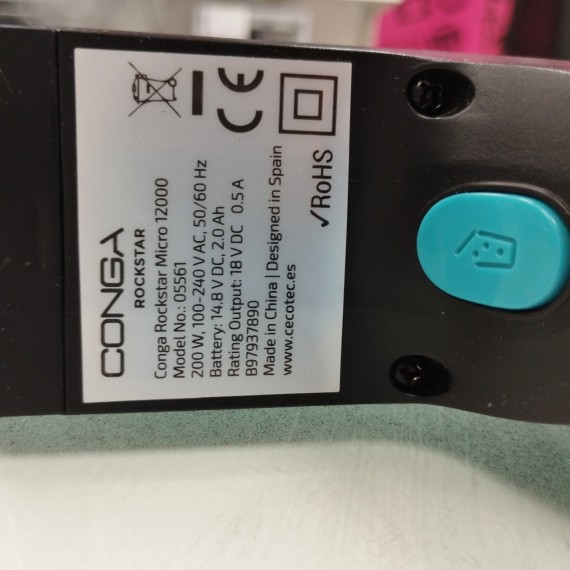 CONGA
ROCKSTAR
Conga Rockstar Micro 12000
Model No.: 05561
200 W, 100-240 V AC, 50/60 Hz
Battery: 14.8 V DC, 2.0 Ah
Rating Output: 18 V DC 0.5 A
B97937890
Made in China | Designed in Spain
www.cecotec.es
CE
✓RoHS